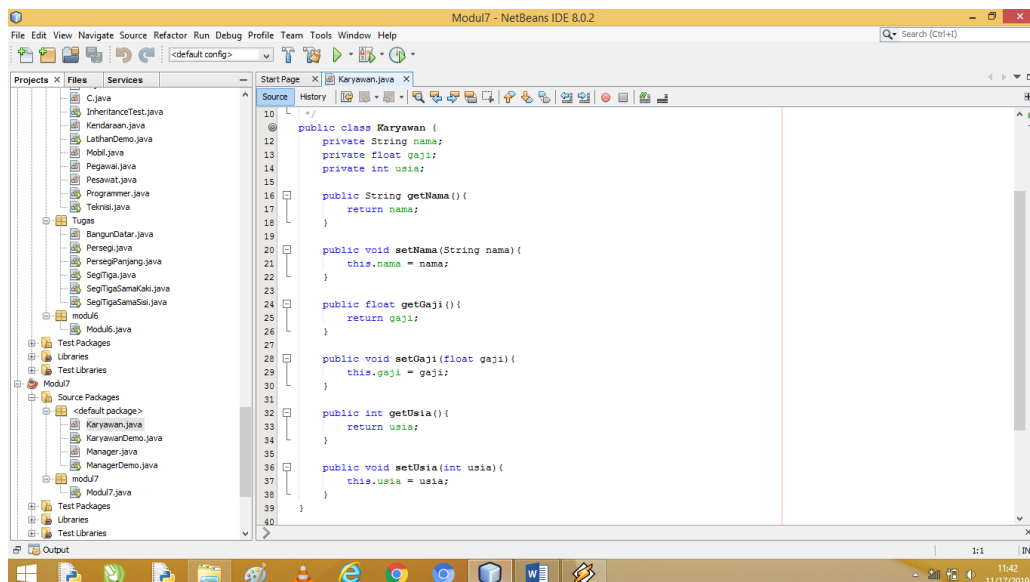 Modul7 - NetBeans IDE 8.0.2
File Edit View Navigate Source Refactor Run Debug Profile Team Tools Window Help
Search (Ctrl+I)
<default config>
Projects Files Services
C.java
InheritanceTest.java
Kendaraan.java
LatihanDemo.java
Mobil.java
Pegawai.java
Pesawat.java
Programmer.java
Teknisi.java
Tugas
BangunDatar.java
Persegi.java
PersegiPanjang.java
SegiTiga.java
SegiTigaSamaKaki.java
SegiTigaSamaSisi.java
modul6
Modul6.java
Test Packages
Libraries
Test Libraries
Modul7
Source Packages
<default package>
Karyawan.java
KaryawanDemo.java
Manager.java
ManagerDemo.java
modul7
Modul7.java
Test Packages
Libraries
Test Libraries
Start Page Karyawan.java
Source History
10 */
public class Karyawan {
12 private String nama;
13 private float gaji;
14 private int usia;
15
16 public String getNama(){
17 return nama;
18 }
19
20 public void setNama(String nama){
21 this.nama = nama;
22 }
23
24 public float getGaji(){
25 return gaji;
26 }
27
28 public void setGaji(float gaji){
29 this.gaji = gaji;
30 }
31
32 public int getUsia(){
33 return usia;
34 }
35
36 public void setUsia(int usia){
37 this.usia = usia;
38 }
39 }
40
Output
1:1 IN
11:42
11/17/2019